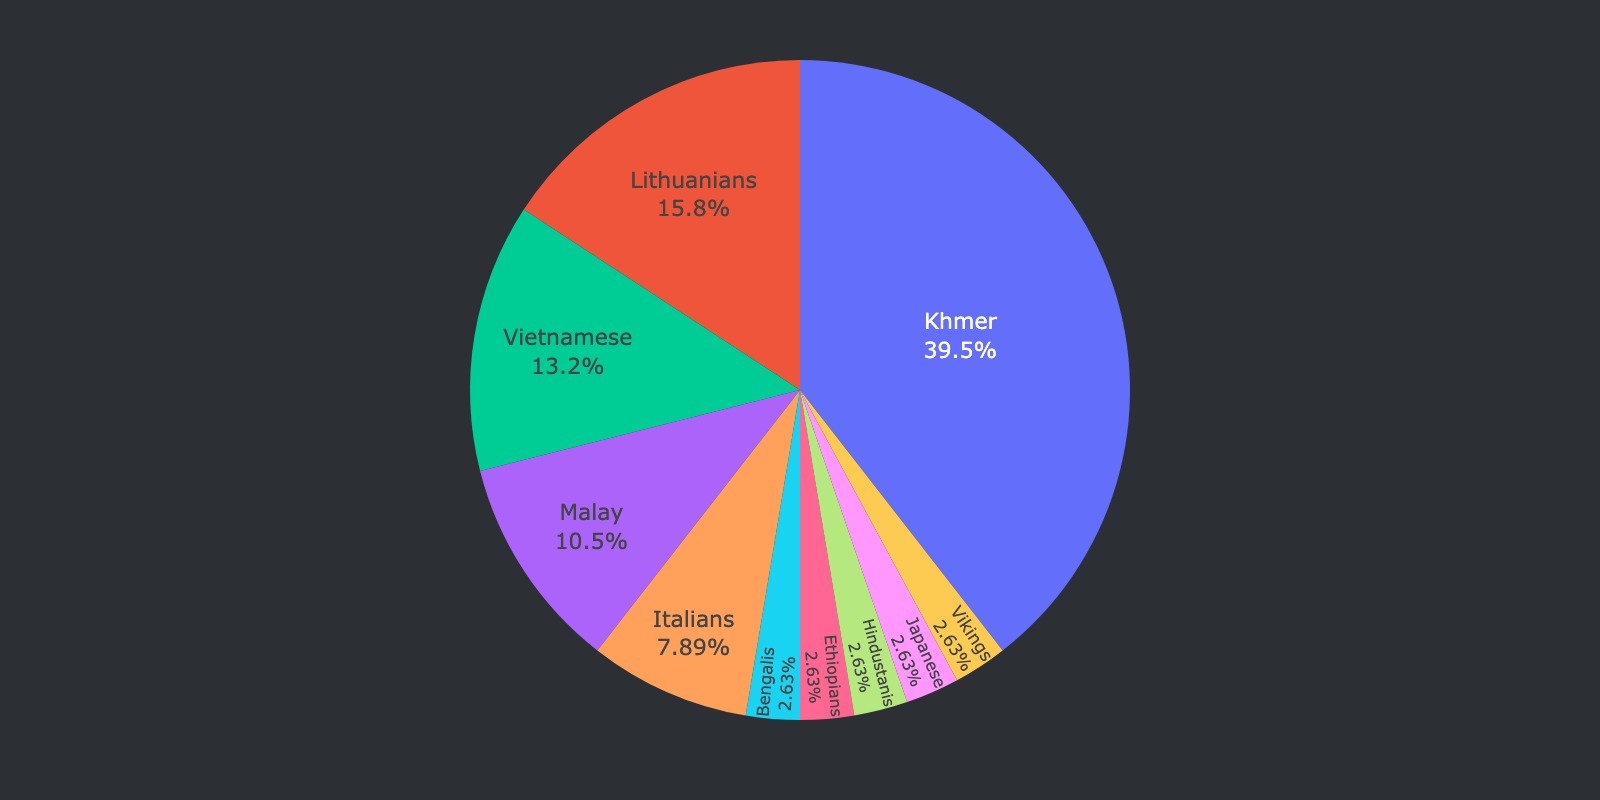 Lithuanians
15.8%
Khmer
39.5%
Vietnamese
13.2%
Malay
10.5%
Italians
7.89%
Bengalis
2.63%
Ethiopians
2.63%
Hindustanis
2.63%
Japanese
2.63%
Vikings
2.63%